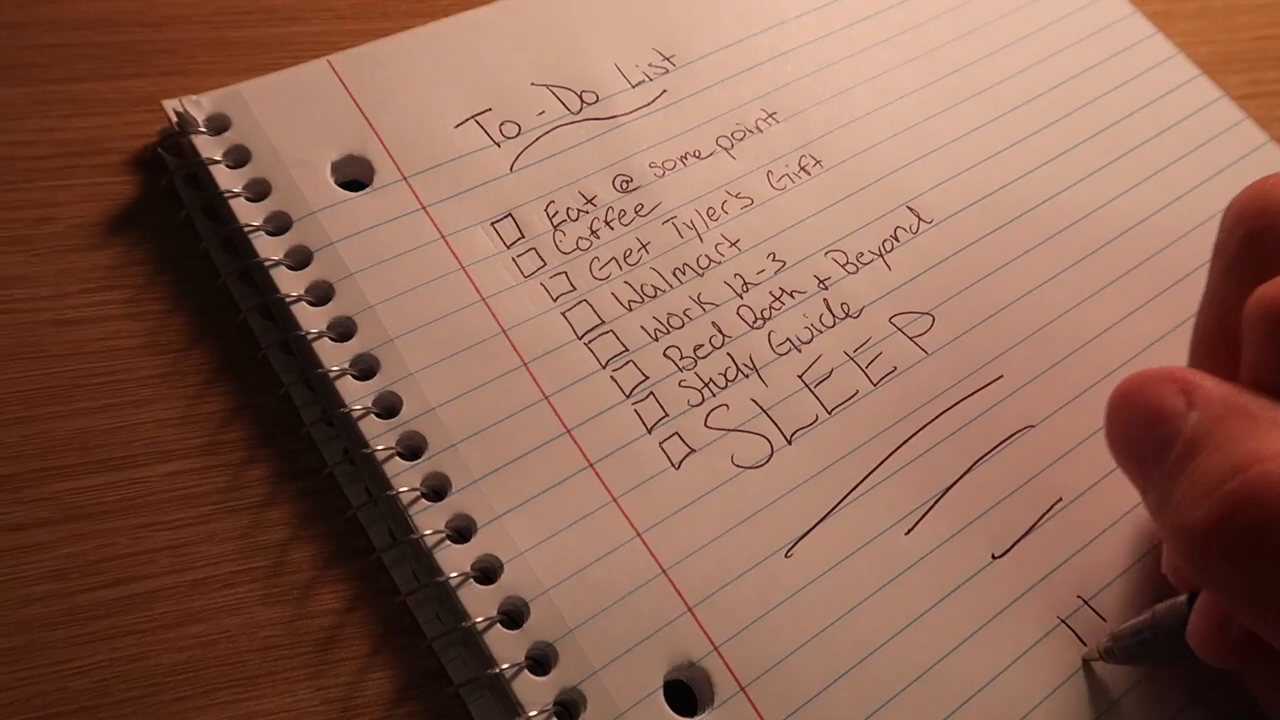 To-Do List
Eat @ some point
Coffee
Get Tyler's Gift
Walmart
Work 12-3
Bed Bath + Beyond
Study Guide
SLEEP